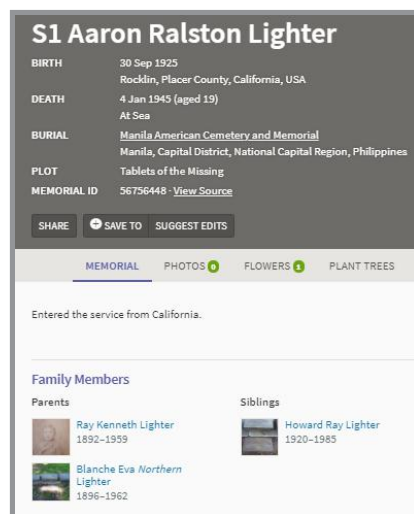 S1 Aaron Ralston Lighter
BIRTH 30 Sep 1925
Rocklin, Placer County, California, USA
DEATH 4 Jan 1945 (aged 19)
At Sea
BURIAL Manila American Cemetery and Memorial
Manila, Capital District, National Capital Region, Philippines
PLOT Tablets of the Missing
MEMORIAL ID 56756448 · View Source
SHARE SAVE TO SUGGEST EDITS
MEMORIAL PHOTOS 0 FLOWERS 1 PLANT TREES
Entered the service from California.
Family Members
Parents
Ray Kenneth Lighter
1892–1959
Blanche Eva Northern
Lighter
1896–1962
Siblings
Howard Ray Lighter
1920–1985